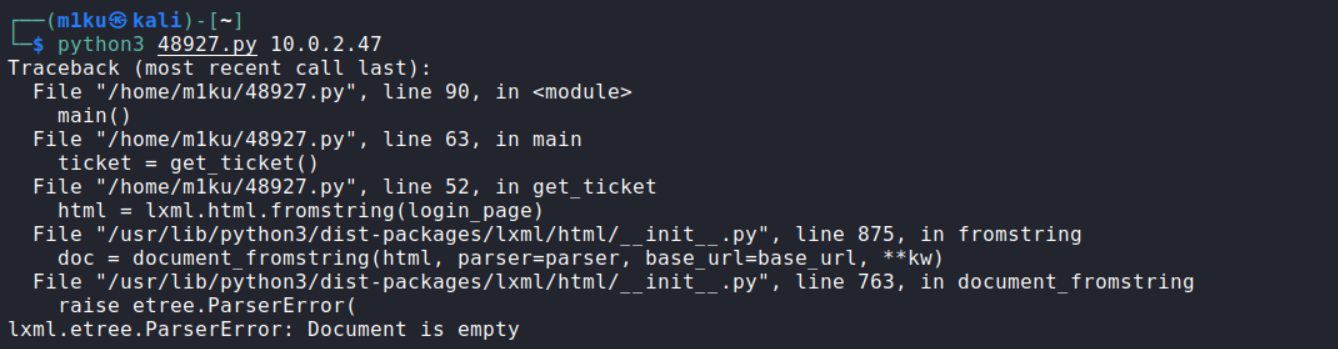 ┌──(m1ku㉿kali)-[~]
└─$ python3 48927.py 10.0.2.47
Traceback (most recent call last):
  File "/home/m1ku/48927.py", line 90, in <module>
    main()
  File "/home/m1ku/48927.py", line 63, in main
    ticket = get_ticket()
  File "/home/m1ku/48927.py", line 52, in get_ticket
    html = lxml.html.fromstring(login_page)
  File "/usr/lib/python3/dist-packages/lxml/html/__init__.py", line 875, in fromstring
    doc = document_fromstring(html, parser=parser, base_url=base_url, **kw)
  File "/usr/lib/python3/dist-packages/lxml/html/__init__.py", line 763, in document_fromstring
    raise etree.ParserError(
lxml.etree.ParserError: Document is empty